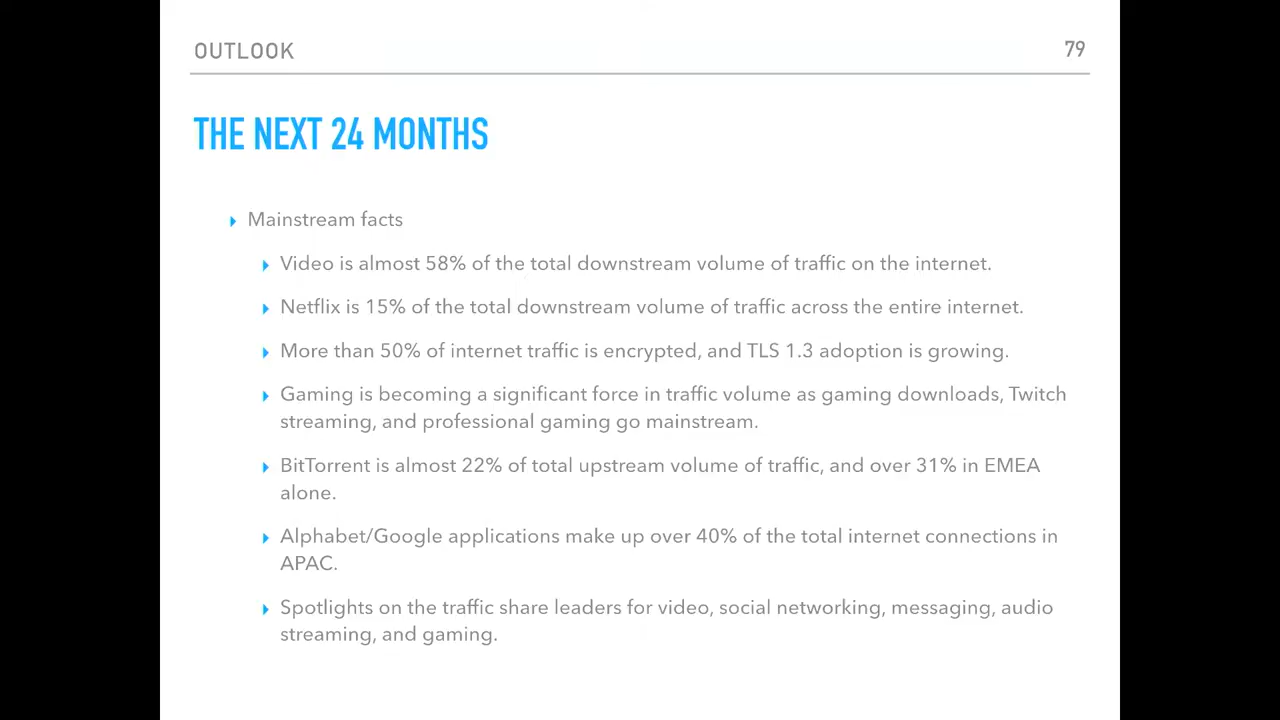 OUTLOOK
79
THE NEXT 24 MONTHS
Mainstream facts
Video is almost 58% of the total downstream volume of traffic on the internet.
Netflix is 15% of the total downstream volume of traffic across the entire internet.
More than 50% of internet traffic is encrypted, and TLS 1.3 adoption is growing.
Gaming is becoming a significant force in traffic volume as gaming downloads, Twitch
streaming, and professional gaming go mainstream.
BitTorrent is almost 22% of total upstream volume of traffic, and over 31% in EMEA
alone.
Alphabet/Google applications make up over 40% of the total internet connections in
APAC.
Spotlights on the traffic share leaders for video, social networking, messaging, audio
streaming, and gaming.